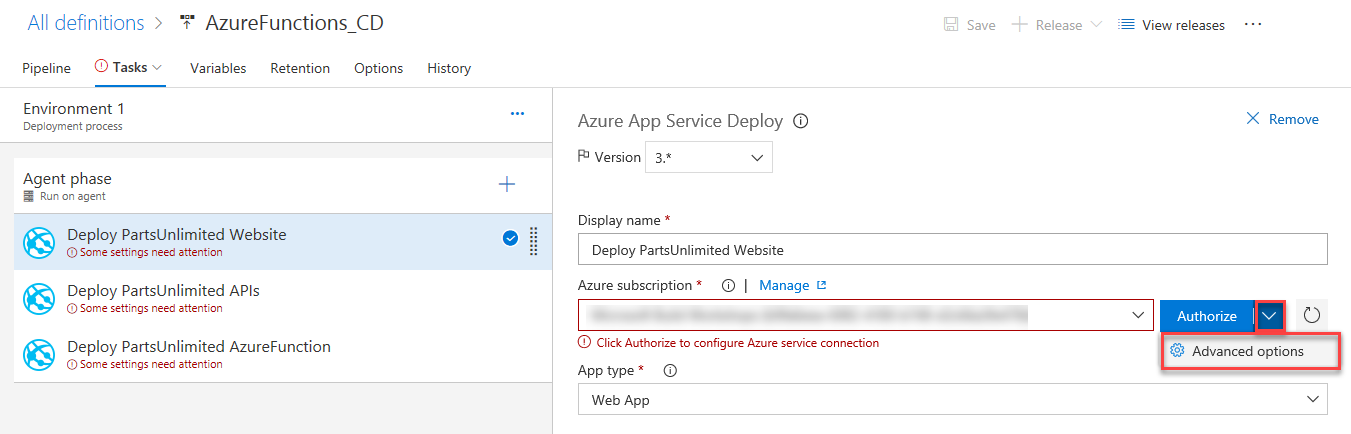 All definitions > AzureFunctions_CD
Save
Release
View releases
...
Pipeline
Tasks
Variables
Retention
Options
History
Environment 1
...
Deployment process
Agent phase
Run on agent
Deploy PartsUnlimited Website
Some settings need attention
Deploy PartsUnlimited APIs
Some settings need attention
Deploy PartsUnlimited AzureFunction
Some settings need attention
Azure App Service Deploy
Remove
Version 3.*
Display name *
Deploy PartsUnlimited Website
Azure subscription * | Manage
Authorize
Click Authorize to configure Azure service connection
Advanced options
App type *
Web App